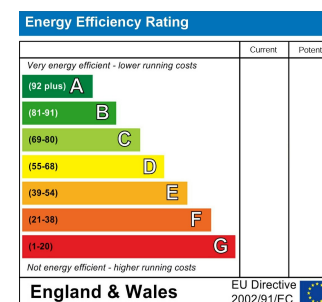 Energy Efficiency Rating
Current Potent
Very energy efficient - lower running costs
(92 plus) A
(81-91) B
(69-80) C
(55-68) D
(39-54) E
(21-38) F
(1-20) G
Not energy efficient - higher running costs
England & Wales
EU Directive
2002/91/EC